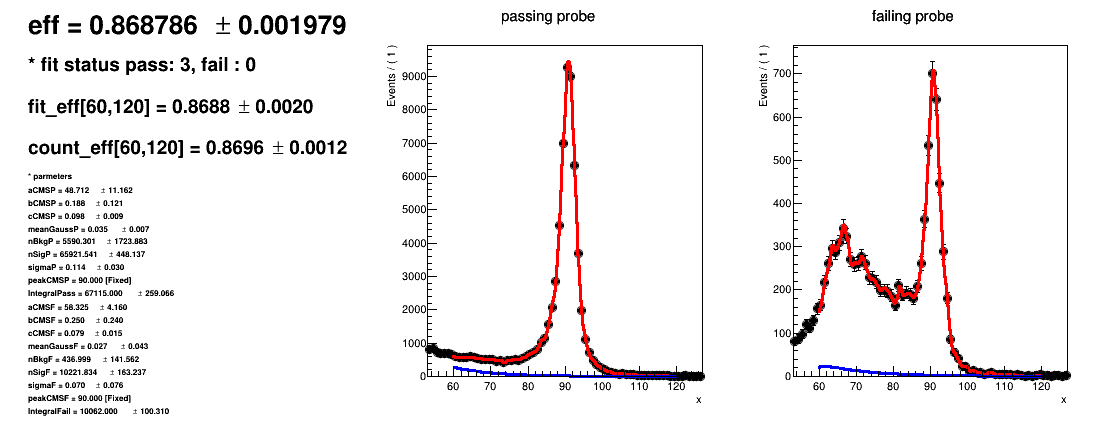 eff = 0.868786 ± 0.001979
* fit status pass: 3, fail : 0
fit_eff[60,120] = 0.8688 ± 0.0020
count_eff[60,120] = 0.8696 ± 0.0012
* parmeters
aCMSP = 48.712 ± 11.162
bCMSP = 0.188 ± 0.121
cCMSP = 0.098 ± 0.009
meanGaussP = 0.035 ± 0.007
nBkgP = 5590.301 ± 1723.883
nSigP = 65921.541 ± 448.137
sigmaP = 0.114 ± 0.030
peakCMSP = 90.000 [Fixed]
IntegralPass = 67115.000 ± 259.066
aCMSF = 58.325 ± 4.160
bCMSF = 0.250 ± 0.240
cCMSF = 0.079 ± 0.015
meanGaussF = 0.027 ± 0.043
nBkgF = 436.999 ± 141.562
nSigF = 10221.834 ± 163.237
sigmaF = 0.070 ± 0.076
peakCMSF = 90.000 [Fixed]
IntegralFail = 10062.000 ± 100.310
passing probe
Events / ( 1 )
9000
8000
7000
6000
5000
4000
3000
2000
1000
0
60 70 80 90 100 110 120
x
failing probe
Events / ( 1 )
700
600
500
400
300
200
100
0
60 70 80 90 100 110 120
x